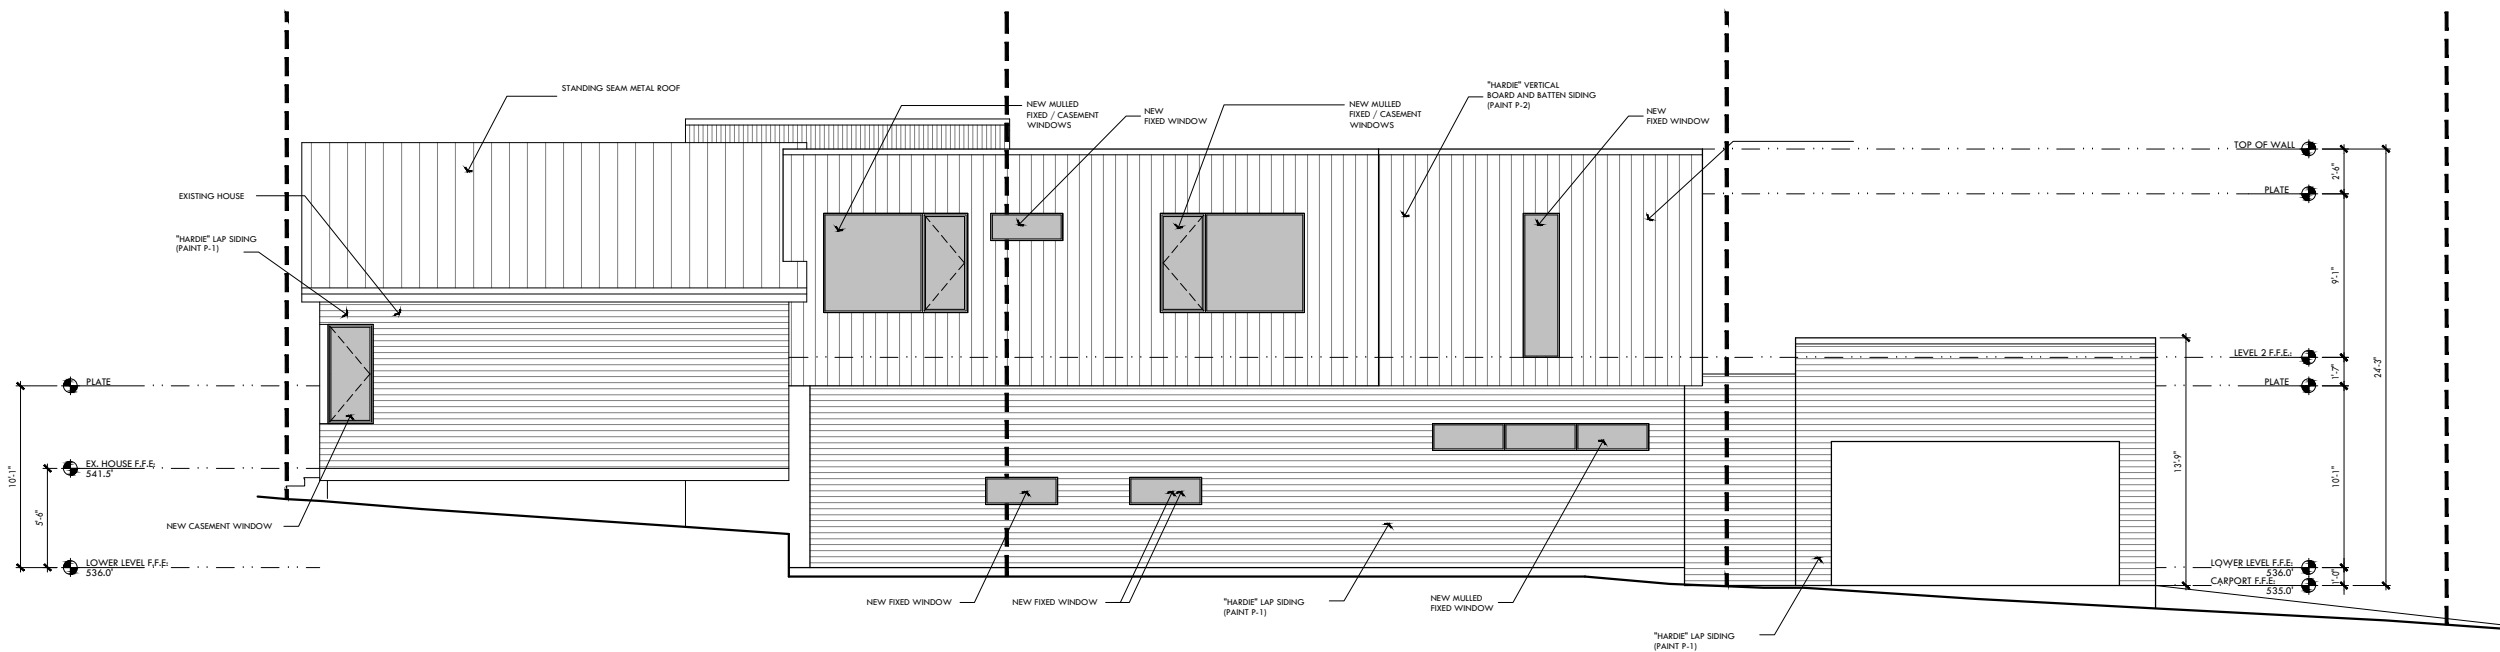 STANDING SEAM METAL ROOF
EXISTING HOUSE
"HARDIE" LAP SIDING
(PAINT P-1)
NEW MULLED
FIXED / CASEMENT
WINDOWS
NEW
FIXED WINDOW
NEW MULLED
FIXED / CASEMENT
WINDOWS
"HARDIE" VERTICAL
BOARD AND BATTEN SIDING
(PAINT P-2)
NEW
FIXED WINDOW
TOP OF WALL
2'-6"
PLATE
9'-1"
LEVEL 2 F.F.E.:
1'-7"
24'-3"
PLATE
13'-9"
10'-1"
LOWER LEVEL F.F.E:
536.0'
CARPORT F.F.E:
535.0'
1'-0"
PLATE
EX. HOUSE F.F.E:
541.5'
10'-1"
5'-6"
NEW CASEMENT WINDOW
LOWER LEVEL F.F.E:
536.0'
NEW FIXED WINDOW
NEW FIXED WINDOW
"HARDIE" LAP SIDING
(PAINT P-1)
NEW MULLED
FIXED WINDOW
"HARDIE" LAP SIDING
(PAINT P-1)